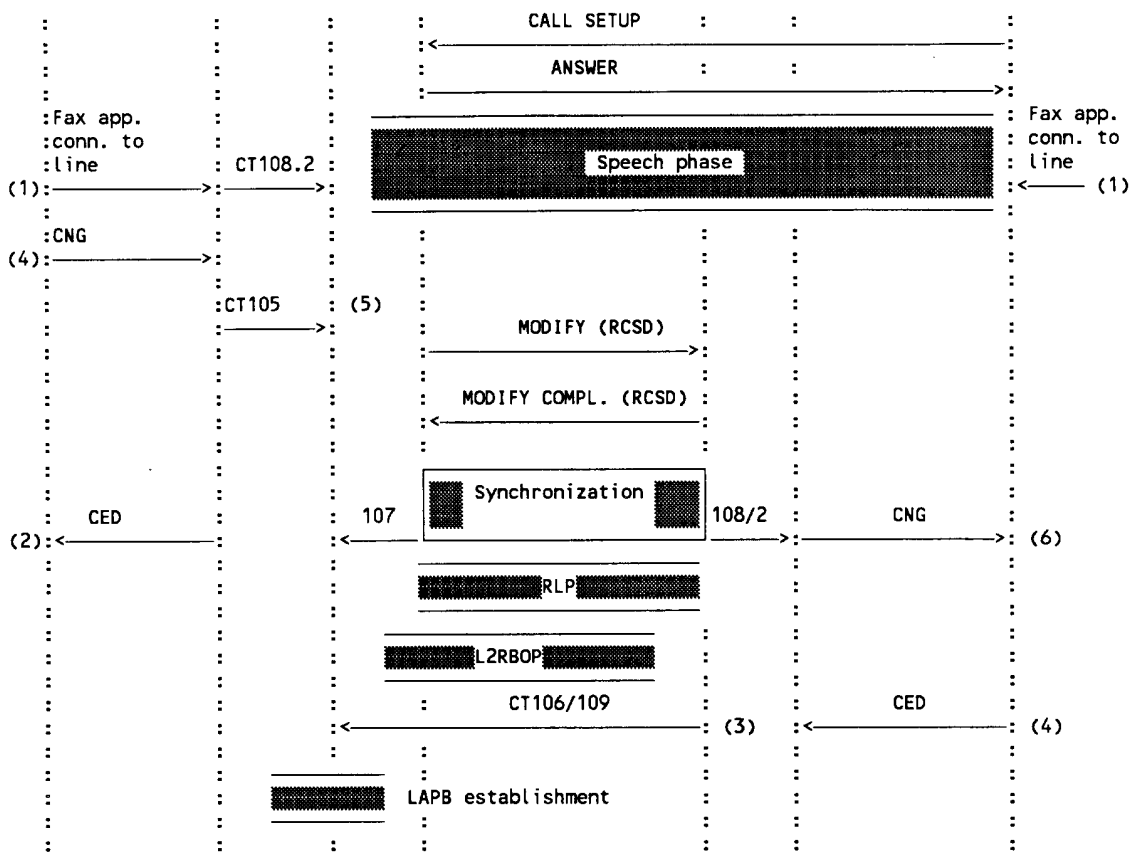 CALL SETUP
ANSWER
Fax app.
conn. to
line
Fax app.
conn. to
line
CT108.2
Speech phase
(1)
(1)
CNG
(4)
CT105
(5)
MODIFY (RCSD)
MODIFY COMPL. (RCSD)
Synchronization
CED
107
108/2
CNG
(2)
(6)
RLP
L2RBOP
CT106/109
CED
(3)
(4)
LAPB establishment